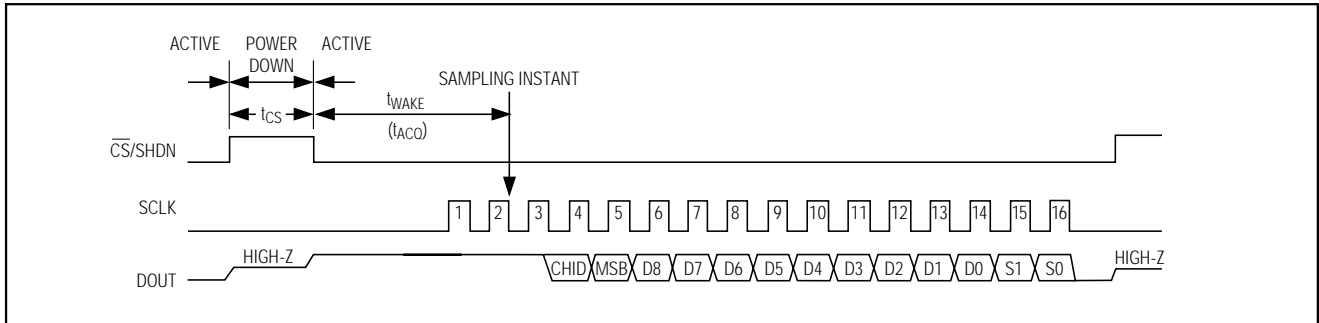 ACTIVE POWER DOWN ACTIVE
SAMPLING INSTANT
tCS
tWAKE
(tACQ)
CS/SHDN
SCLK 1 2 3 4 5 6 7 8 9 10 11 12 13 14 15 16
DOUT HIGH-Z CHID MSB D8 D7 D6 D5 D4 D3 D2 D1 D0 S1 S0 HIGH-Z